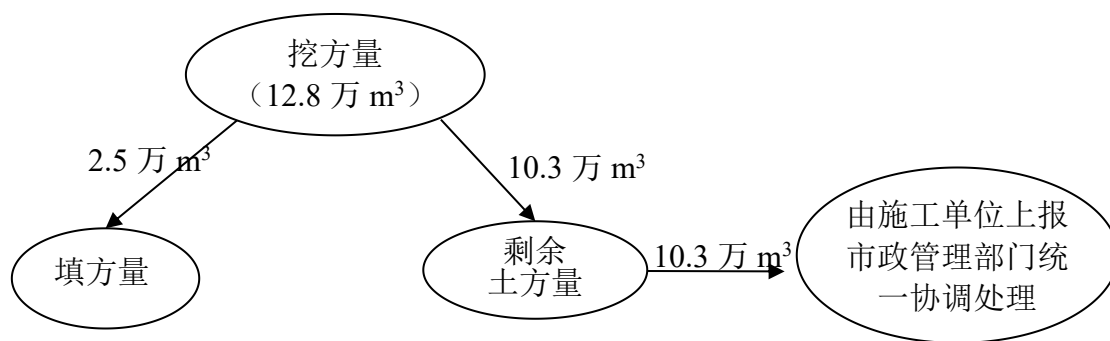 挖方量
（12.8 万 m³）
2.5 万 m³
10.3 万 m³
填方量
剩余
土方量
10.3 万 m³
由施工单位上报
市政管理部门统
一协调处理